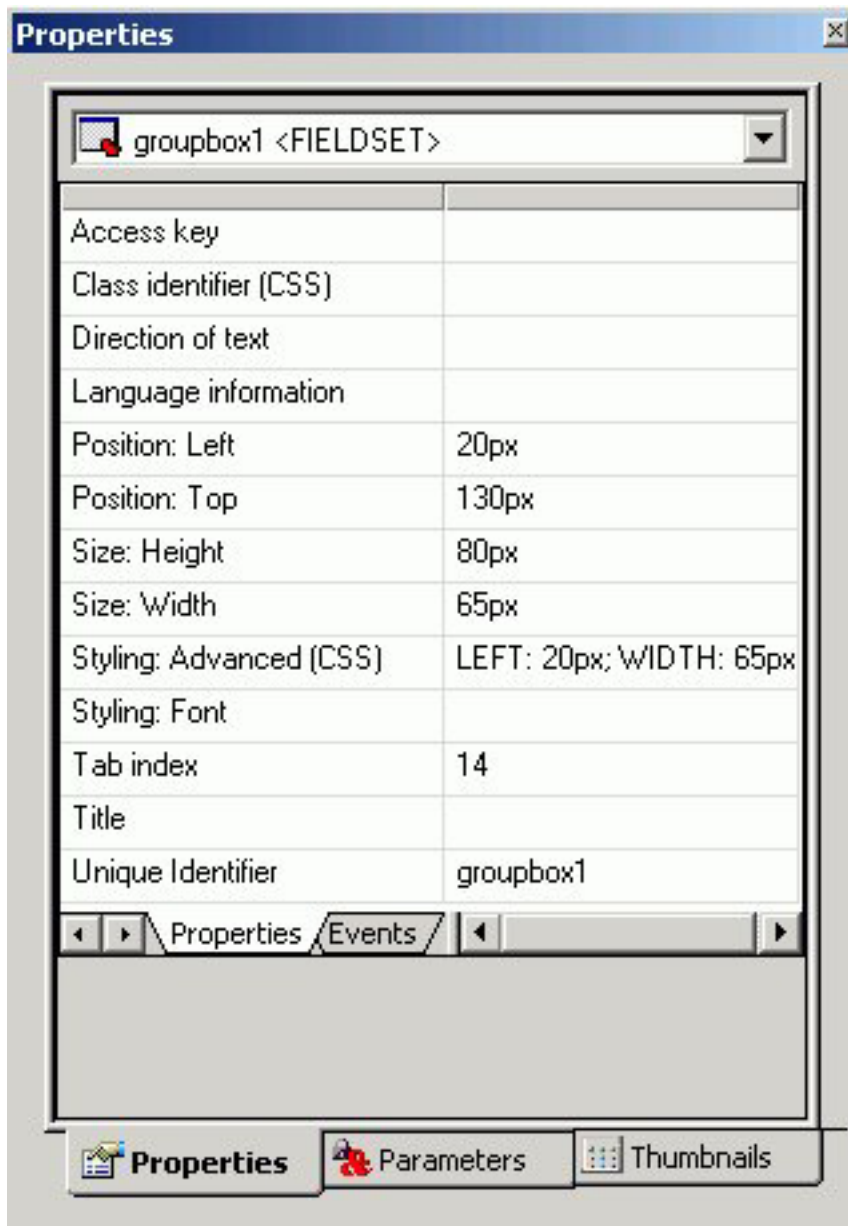 Properties
groupbox1 <FIELDSET>
Access key
Class identifier (CSS)
Direction of text
Language information
Position: Left 20px
Position: Top 130px
Size: Height 80px
Size: Width 65px
Styling: Advanced (CSS) LEFT: 20px; WIDTH: 65px
Styling: Font
Tab index 14
Title
Unique Identifier groupbox1
Properties Events
Properties Parameters Thumbnails